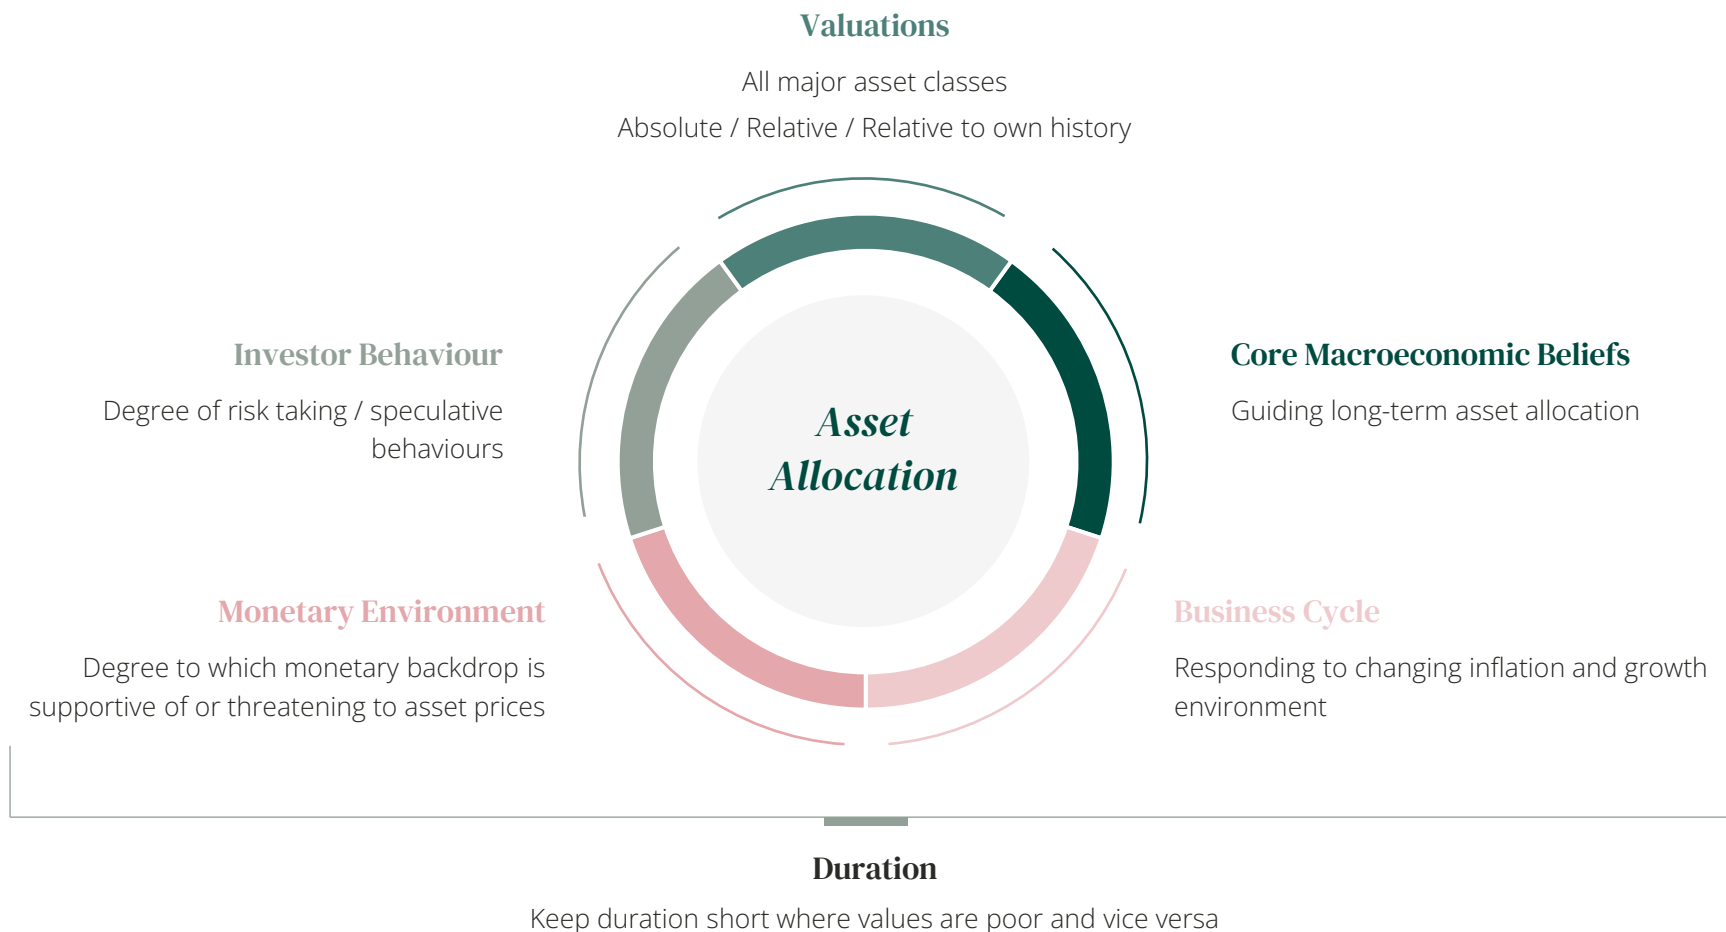 Valuations
All major asset classes
Absolute / Relative / Relative to own history
Investor Behaviour
Degree of risk taking / speculative
behaviours
Asset
Allocation
Core Macroeconomic Beliefs
Guiding long-term asset allocation
Monetary Environment
Degree to which monetary backdrop is
supportive of or threatening to asset prices
Business Cycle
Responding to changing inflation and growth
environment
Duration
Keep duration short where values are poor and vice versa